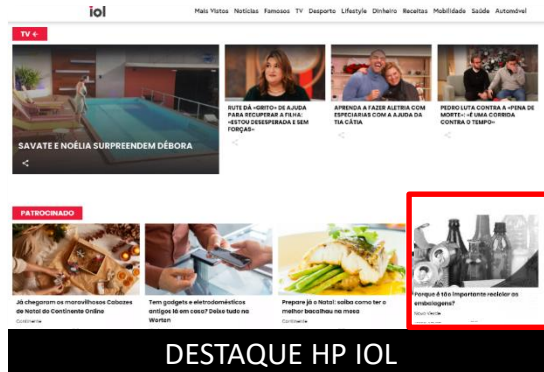 iol
Mais Vistos Notícias Famosos TV Desporto Lifestyle Dinheiro Receitas Mobilidade Saúde Automóvel
TV
SAVATE E NOÉLIA SURPREENDEM DÉBORA
RUTE DÁ «GRITO» DE AJUDA
PARA RECUPERAR A FILHA:
«ESTOU DESESPERADA E SEM
FORÇAS»
APRENDA A FAZER ALETRIA COM
ESPECIARIAS COM A AJUDA DA
TIA CÁTIA
PEDRO LUTA CONTRA A «PENA DE
MORTE»: «É UMA CORRIDA
CONTRA O TEMPO»
PATROCINADO
Já chegaram os maravilhosos Cabazes
de Natal do Continente Online
Continente
Tem gadgets e eletrodomésticos
antigos lá em casa? Deixe tudo na
Worten
Prepare já a Natal: saiba como ter o
melhor bacalhau na mesa
Continente
Porque é tão importante reciclar as
embalagens?
Novo Verde
DESTAQUE HP IOL